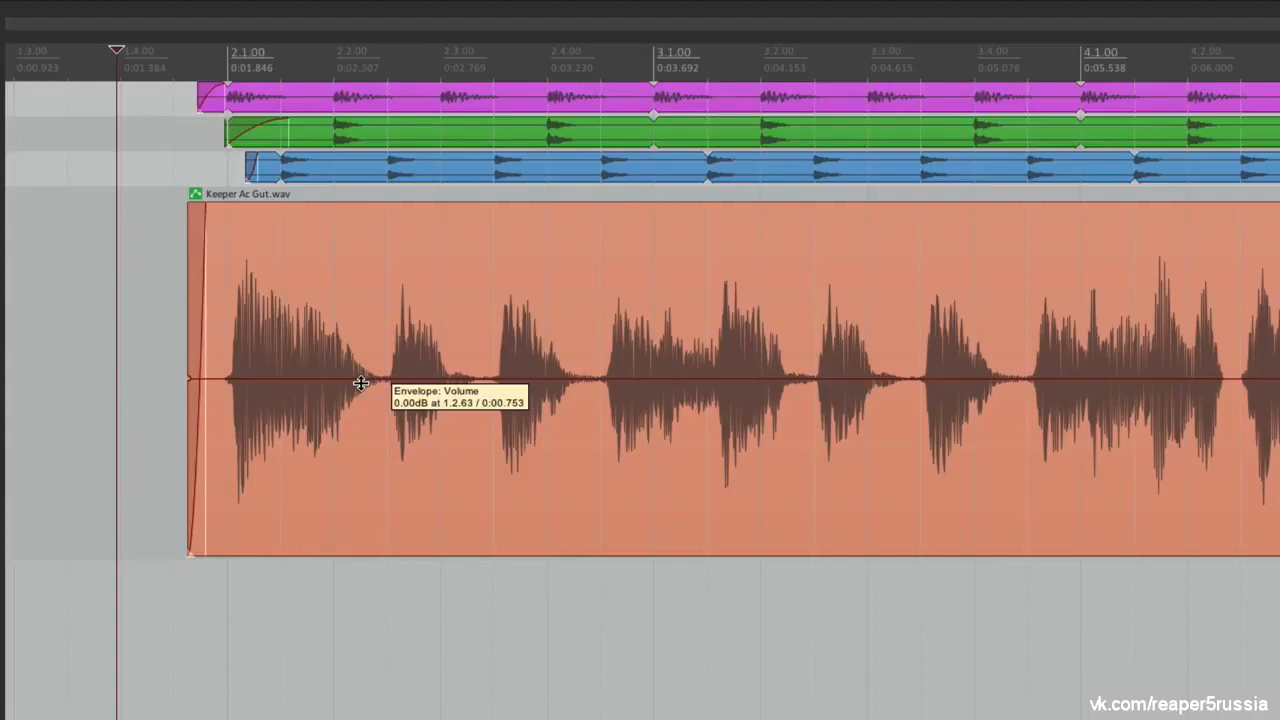 1.3.00 1.4.00 2.1.00 2.2.00 2.3.00 2.4.00 3.1.00 3.2.00 3.3.00 3.4.00 4.1.00 4.2.00
0:00.923 0:01.384 0:01.846 0:02.307 0:02.769 0:03.230 0:03.692 0:04.153 0:04.615 0:05.076 0:05.538 0:06.000
Keeper Ac Gut.wav
Envelope: Volume
0.00dB at 1.2.63 / 0:00.753
vk.com/reaper5russia